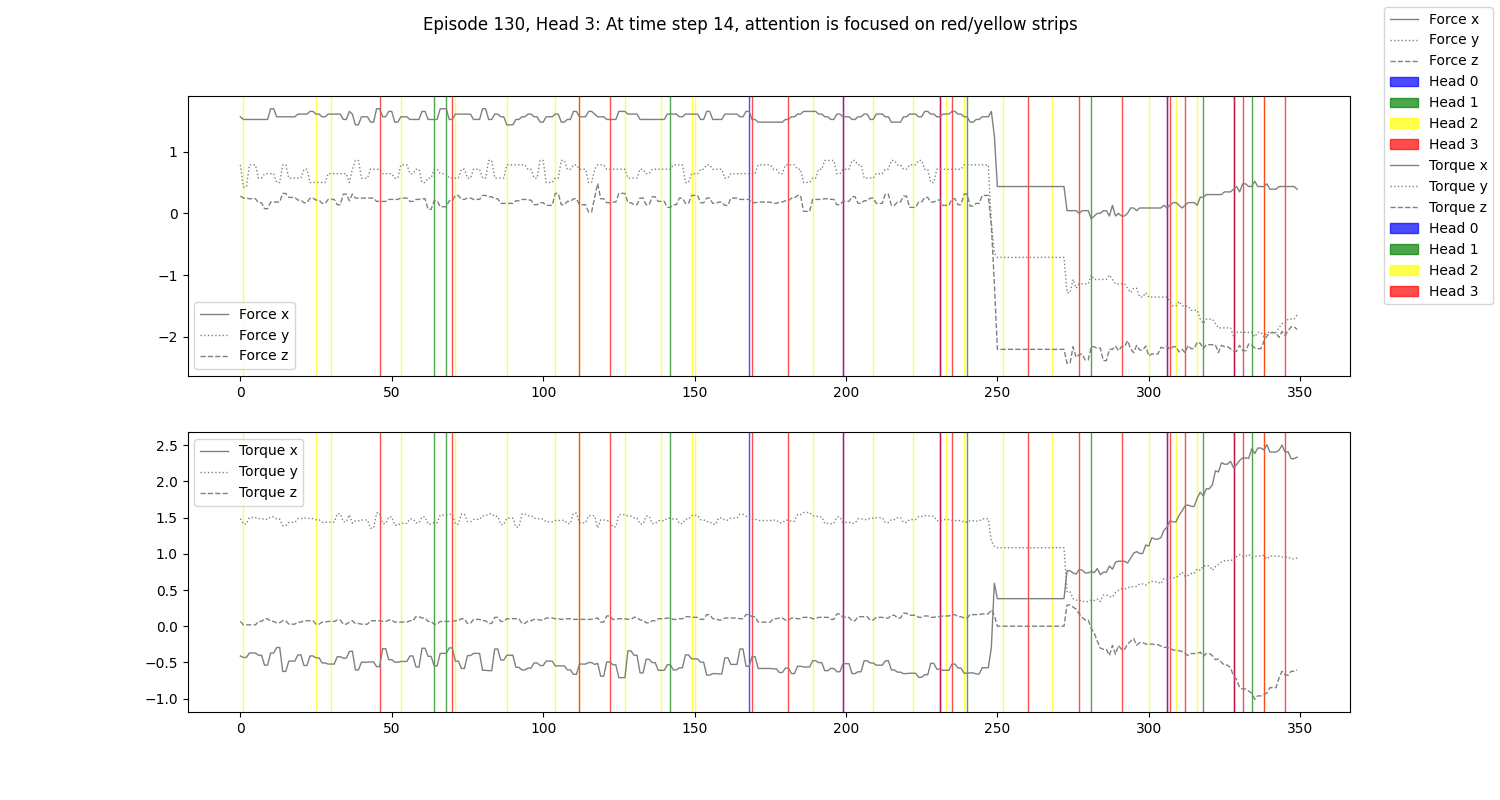 Episode 130, Head 3: At time step 14, attention is focused on red/yellow strips
Force x
Force y
Force z
Head 0
Head 1
Head 2
Head 3
Torque x
Torque y
Torque z
Head 0
Head 1
Head 2
Head 3
1
0
−1
−2
Force x
Force y
Force z
0 50 100 150 200 250 300 350
2.5
2.0
1.5
1.0
0.5
0.0
−0.5
−1.0
Torque x
Torque y
Torque z
0 50 100 150 200 250 300 350